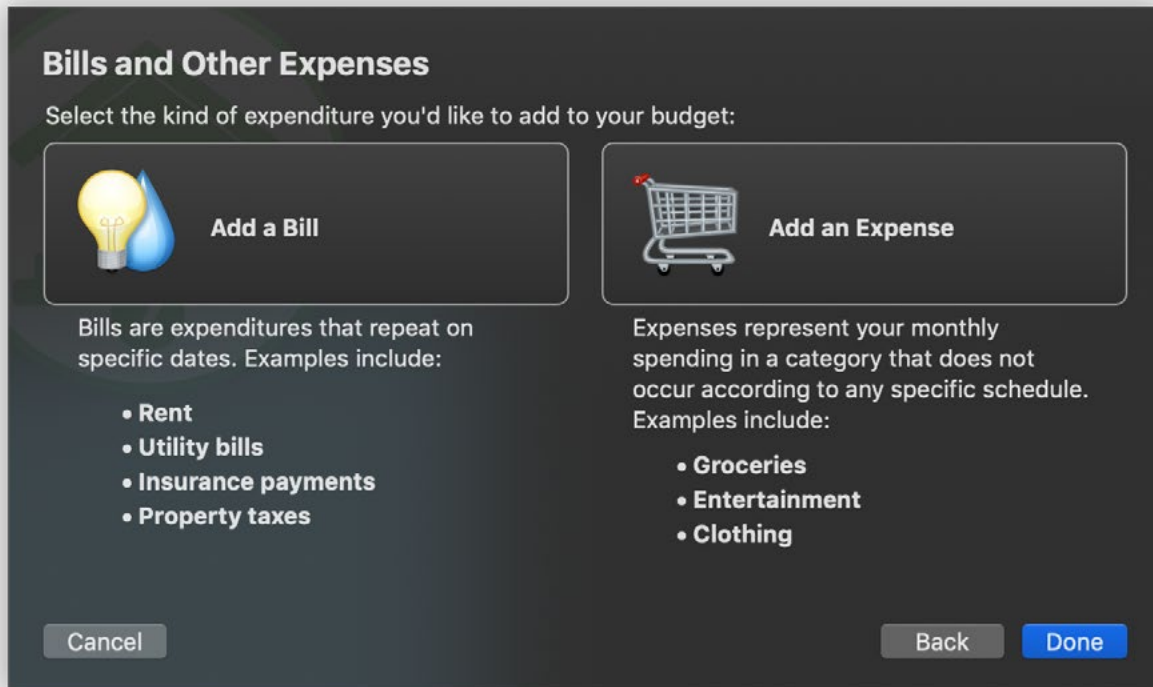 Bills and Other Expenses
Select the kind of expenditure you'd like to add to your budget:
Add a Bill
Bills are expenditures that repeat on
specific dates. Examples include:
• Rent
• Utility bills
• Insurance payments
• Property taxes
Add an Expense
Expenses represent your monthly
spending in a category that does not
occur according to any specific schedule.
Examples include:
• Groceries
• Entertainment
• Clothing
Cancel
Back
Done